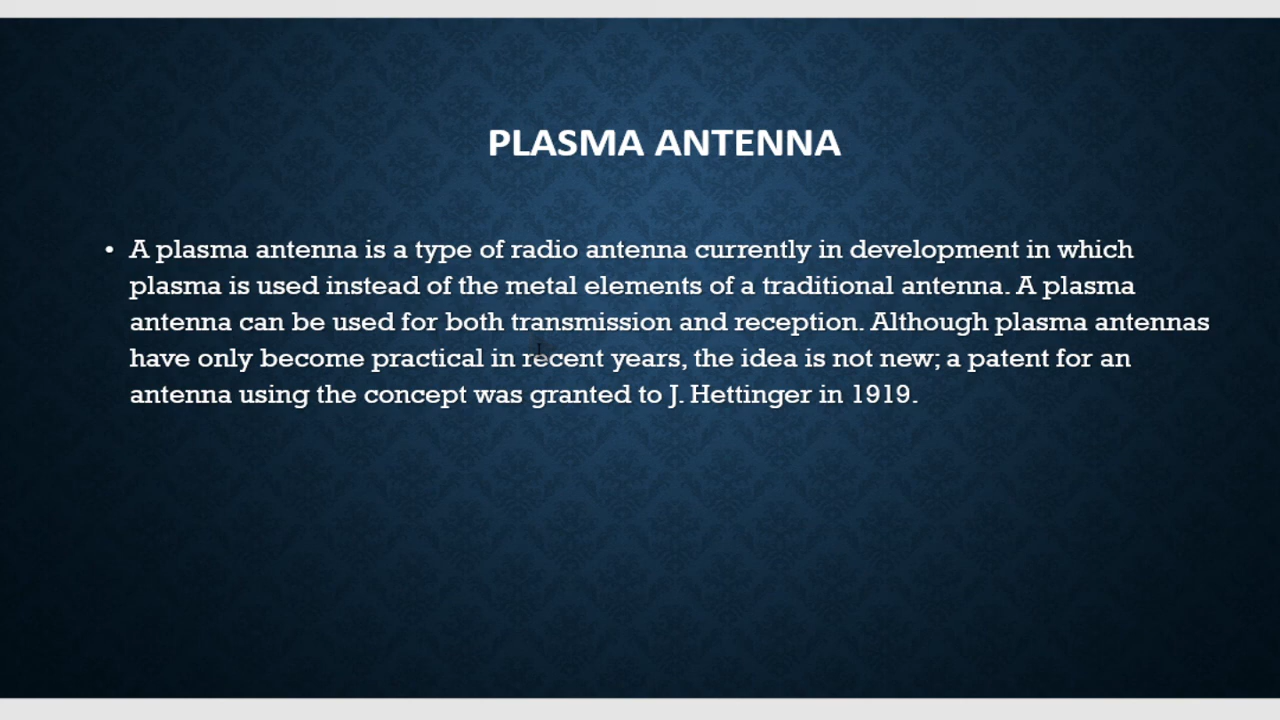 PLASMA ANTENNA
• A plasma antenna is a type of radio antenna currently in development in which
plasma is used instead of the metal elements of a traditional antenna. A plasma
antenna can be used for both transmission and reception. Although plasma antennas
have only become practical in recent years, the idea is not new; a patent for an
antenna using the concept was granted to J. Hettinger in 1919.